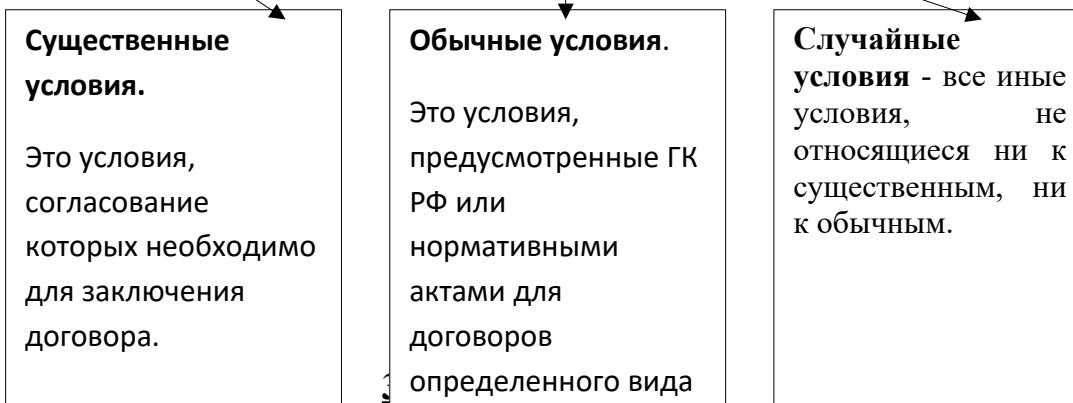 Существенные
условия.
Это условия,
согласование
которых необходимо
для заключения
договора.
Обычные условия.
Это условия,
предусмотренные ГК
РФ или
нормативными
актами для
договоров
определенного вида
Случайные
условия - все иные
условия, не
относящиеся ни к
существенным, ни
к обычным.